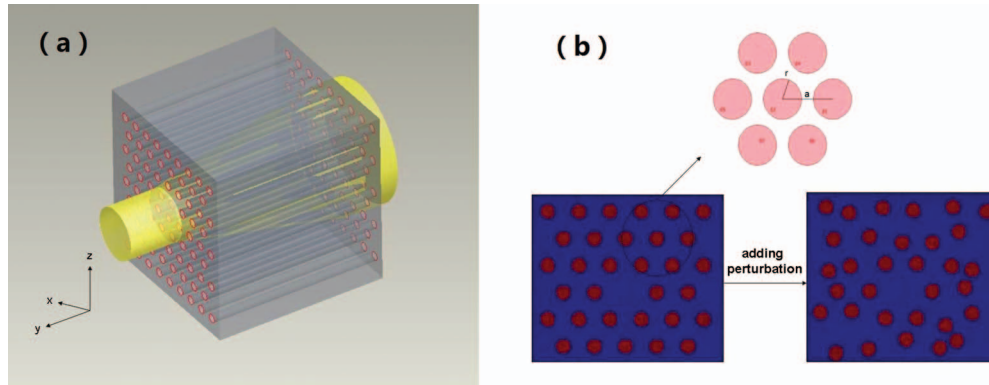 ( a )
z
x
y
( b )
r
a
adding
perturbation